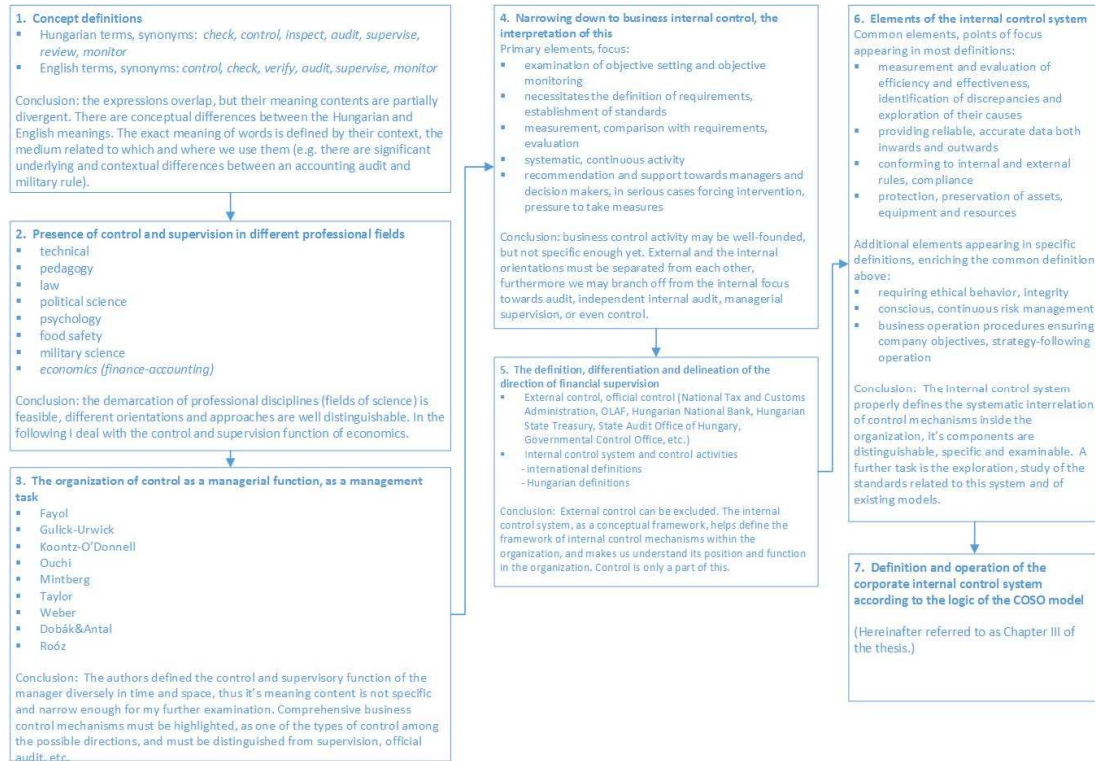 1. Concept definitions
▪ Hungarian terms, synonyms: check, control, inspect, audit, supervise,
review, monitor
▪ English terms, synonyms: control, check, verify, audit, supervise, monitor
Conclusion: the expressions overlap, but their meaning contents are partially
divergent. There are conceptual differences between the Hungarian and
English meanings. The exact meaning of words is defined by their context, the
medium related to which and where we use them (e.g. there are significant
underlying and contextual differences between an accounting audit and
military rule).
2. Presence of control and supervision in different professional fields
▪ technical
▪ pedagogy
▪ law
▪ political science
▪ psychology
▪ food safety
▪ military science
▪ economics (finance-accounting)
Conclusion: the demarcation of professional disciplines (fields of science) is
feasible, different orientations and approaches are well distinguishable. In the
following I deal with the control and supervision function of economics.
3. The organization of control as a managerial function, as a management
task
▪ Fayol
▪ Gulick-Urwick
▪ Koontz-O'Donnell
▪ Ouchi
▪ Mintberg
▪ Taylor
▪ Weber
▪ Dobák&Antal
▪ Roóz
Conclusion: The authors defined the control and supervisory function of the
manager diversely in time and space, thus it's meaning content is not specific
and narrow enough for my further examination. Comprehensive business
control mechanisms must be highlighted, as one of the types of control among
the possible directions, and must be distinguished from supervision, official
audit, etc.
4. Narrowing down to business internal control, the
interpretation of this
Primary elements, focus:
▪ examination of objective setting and objective
monitoring
▪ necessitates the definition of requirements,
establishment of standards
▪ measurement, comparison with requirements,
evaluation
▪ systematic, continuous activity
▪ recommendation and support towards managers and
decision makers, in serious cases forcing intervention,
pressure to take measures
Conclusion: business control activity may be well-founded,
but not specific enough yet. External and the internal
orientations must be separated from each other,
furthermore we may branch off from the internal focus
towards audit, independent internal audit, managerial
supervision, or even control.
5. The definition, differentiation and delineation of the
direction of financial supervision
▪ External control, official control (National Tax and Customs
Administration, OLAF, Hungarian National Bank, Hungarian
State Treasury, State Audit Office of Hungary,
Governmental Control Office, etc.)
▪ Internal control system and control activities
- international definitions
- Hungarian definitions
Conclusion: External control can be excluded. The internal
control system, as a conceptual framework, helps define the
framework of internal control mechanisms within the
organization, and makes us understand its position and function
in the organization. Control is only a part of this.
6. Elements of the internal control system
Common elements, points of focus
appearing in most definitions:
▪ measurement and evaluation of
efficiency and effectiveness,
identification of discrepancies and
exploration of their causes
▪ providing reliable, accurate data both
inwards and outwards
▪ conforming to internal and external
rules, compliance
▪ protection, preservation of assets,
equipment and resources
Additional elements appearing in specific
definitions, enriching the common definition
above:
▪ requiring ethical behavior, integrity
▪ conscious, continuous risk management
▪ business operation procedures ensuring
company objectives, strategy-following
operation
Conclusion: The internal control system
properly defines the systematic interrelation
of control mechanisms inside the
organization, it's components are
distinguishable, specific and examinable. A
further task is the exploration, study of the
standards related to this system and of
existing models.
7. Definition and operation of the
corporate internal control system
according to the logic of the COSO model
(Hereinafter referred to as Chapter III of
the thesis.)